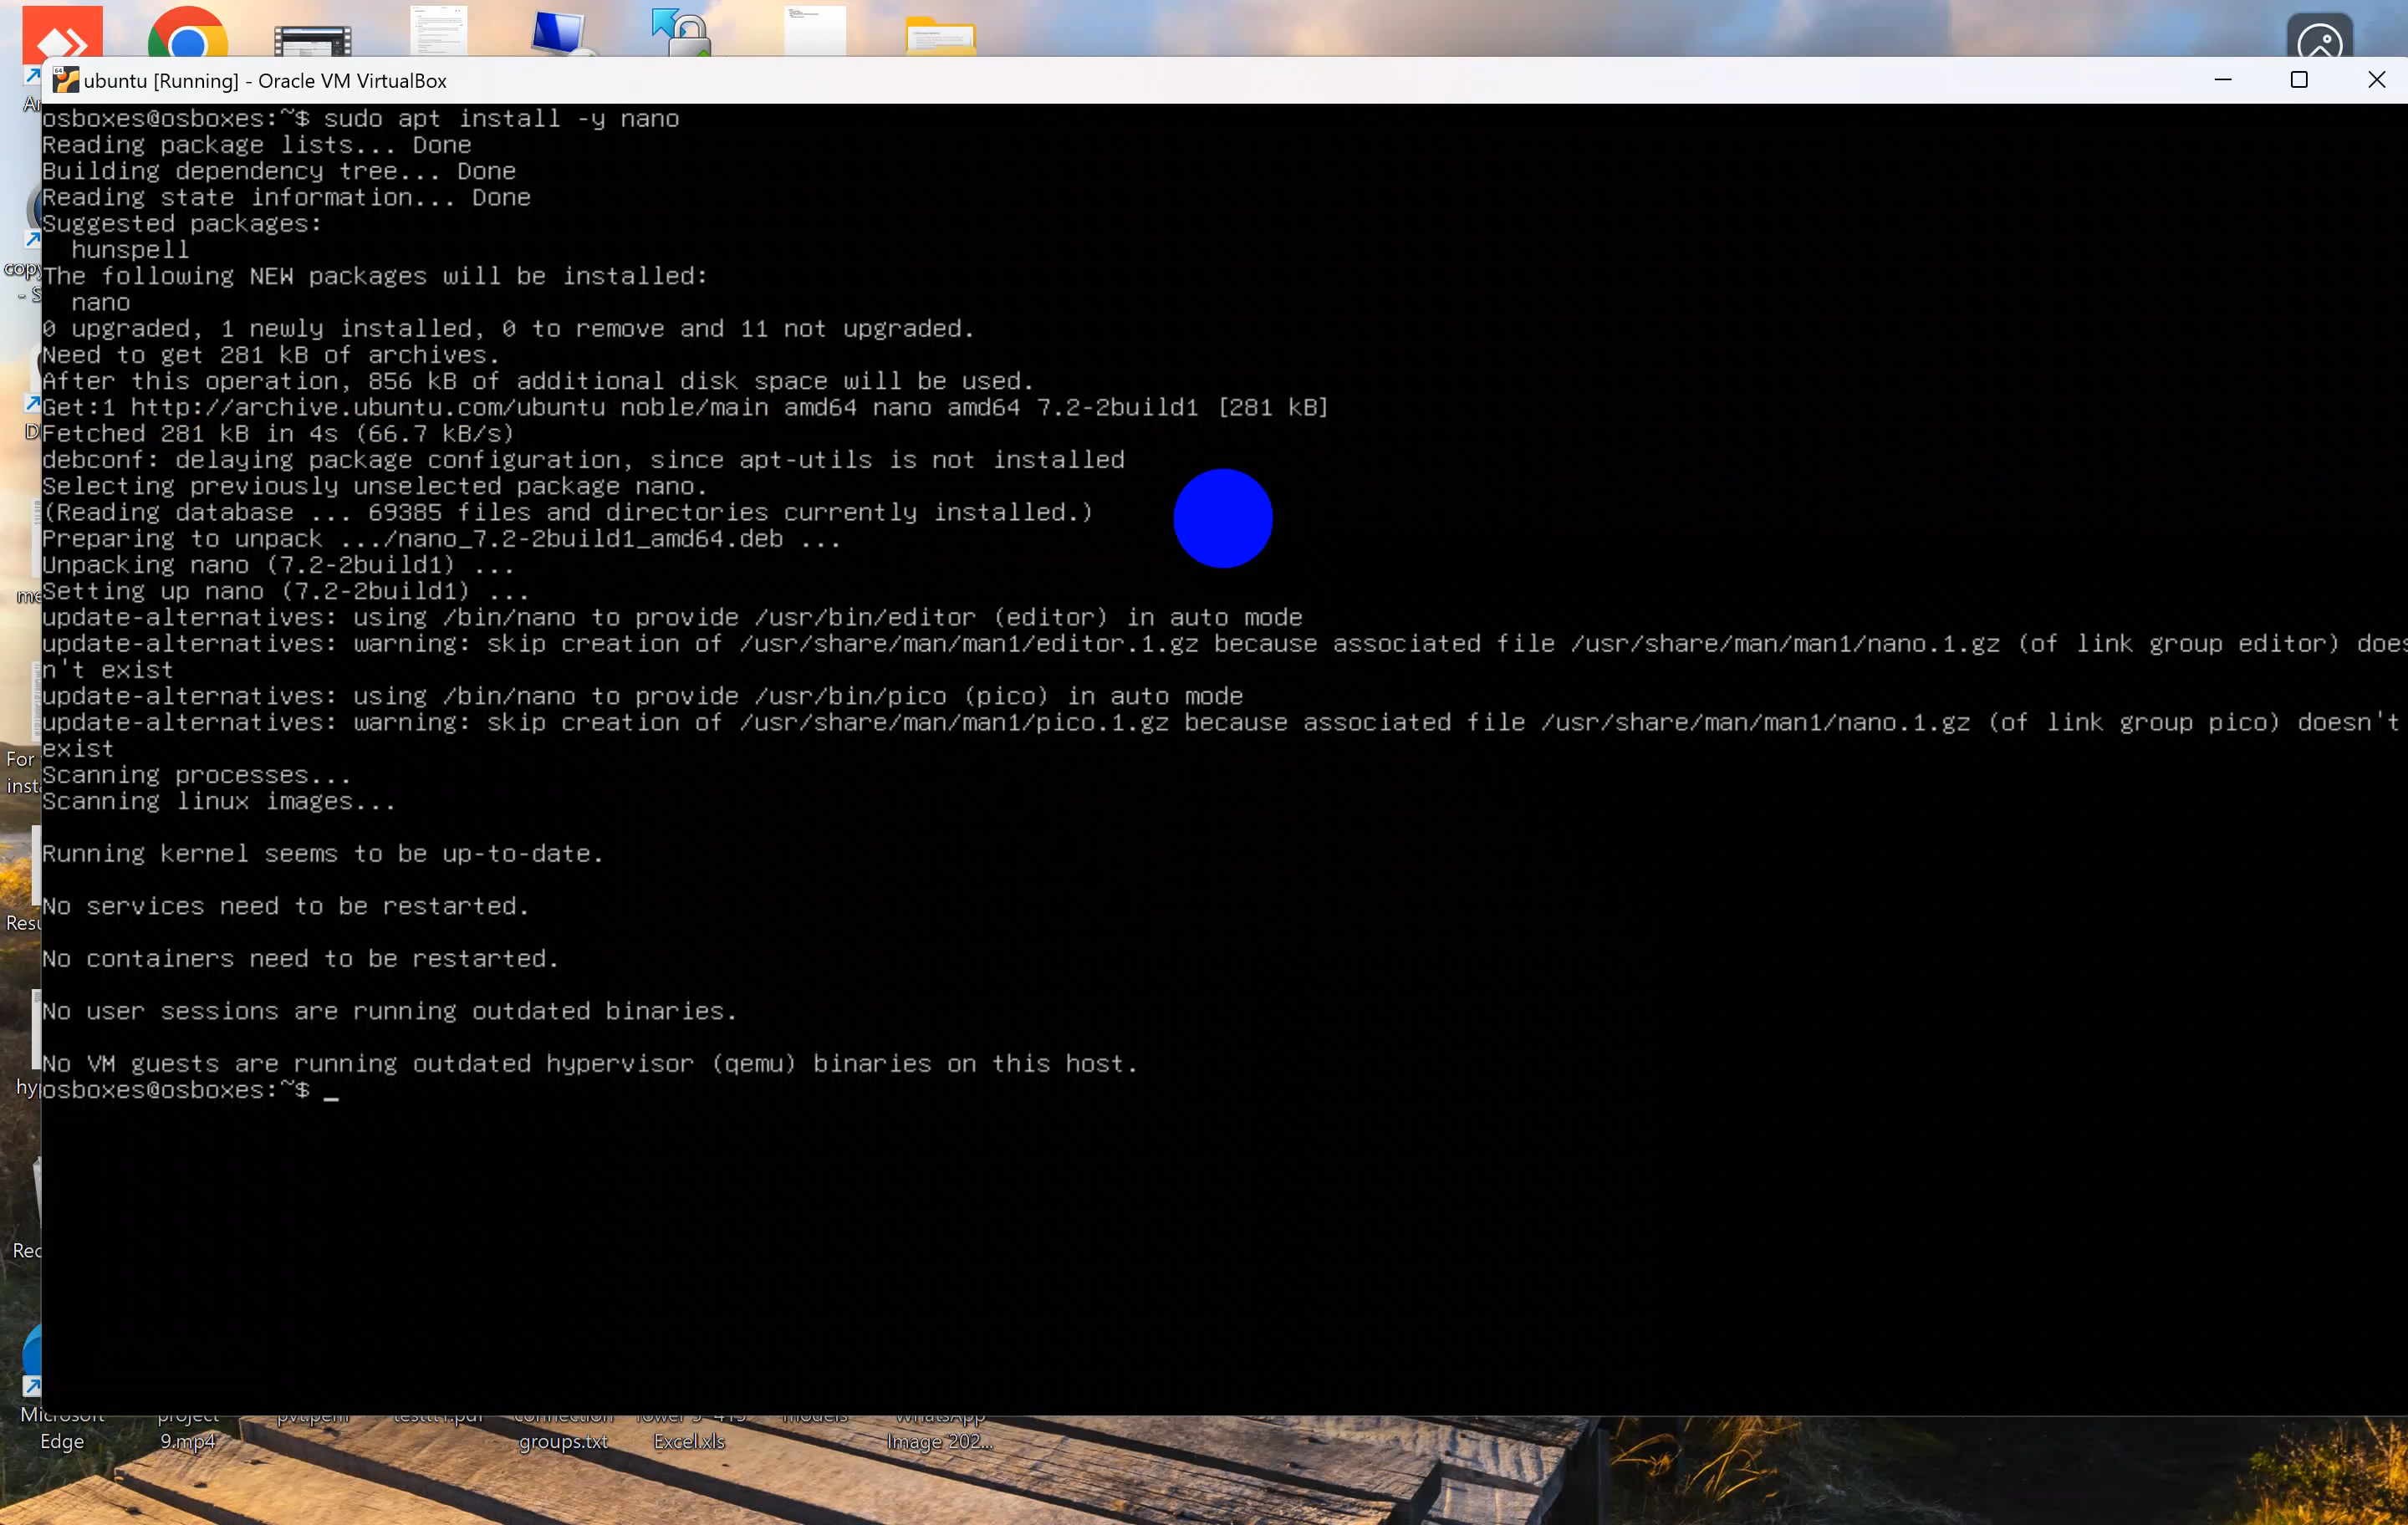 ubuntu [Running] - Oracle VM VirtualBox
osboxes@osboxes:~$ sudo apt install -y nano
Reading package lists... Done
Building dependency tree... Done
Reading state information... Done
Suggested packages:
  hunspell
The following NEW packages will be installed:
  nano
0 upgraded, 1 newly installed, 0 to remove and 11 not upgraded.
Need to get 281 kB of archives.
After this operation, 856 kB of additional disk space will be used.
Get:1 http://archive.ubuntu.com/ubuntu noble/main amd64 nano amd64 7.2-2build1 [281 kB]
Fetched 281 kB in 4s (66.7 kB/s)
debconf: delaying package configuration, since apt-utils is not installed
Selecting previously unselected package nano.
(Reading database ... 69385 files and directories currently installed.)
Preparing to unpack .../nano_7.2-2build1_amd64.deb ...
Unpacking nano (7.2-2build1) ...
Setting up nano (7.2-2build1) ...
update-alternatives: using /bin/nano to provide /usr/bin/editor (editor) in auto mode
update-alternatives: warning: skip creation of /usr/share/man/man1/editor.1.gz because associated file /usr/share/man/man1/nano.1.gz (of link group editor) does
n't exist
update-alternatives: using /bin/nano to provide /usr/bin/pico (pico) in auto mode
update-alternatives: warning: skip creation of /usr/share/man/man1/pico.1.gz because associated file /usr/share/man/man1/nano.1.gz (of link group pico) doesn't
exist
Scanning processes...
Scanning linux images...
Running kernel seems to be up-to-date.
No services need to be restarted.
No containers need to be restarted.
No user sessions are running outdated binaries.
No VM guests are running outdated hypervisor (qemu) binaries on this host.
osboxes@osboxes:~$ _
copy
- S
For
inst
Resu
Rec
Microsoft
Edge
project
9.mp4
connection
groups.txt
Excel.xls
models
WhatsApp
Image 202...